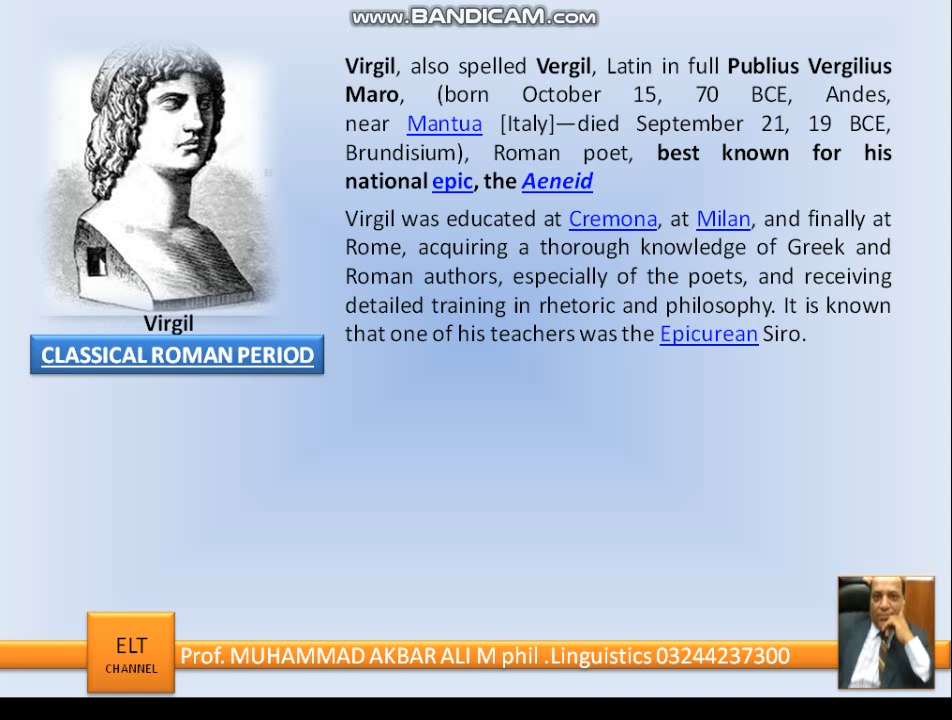 www.BANDICAM.com
Virgil, also spelled Vergil, Latin in full Publius Vergilius
Maro, (born October 15, 70 BCE, Andes,
near Mantua [Italy]—died September 21, 19 BCE,
Brundisium), Roman poet, best known for his
national epic, the Aeneid
Virgil was educated at Cremona, at Milan, and finally at
Rome, acquiring a thorough knowledge of Greek and
Roman authors, especially of the poets, and receiving
detailed training in rhetoric and philosophy. It is known
that one of his teachers was the Epicurean Siro.
Virgil
CLASSICAL ROMAN PERIOD
ELT
CHANNEL
Prof. MUHAMMAD AKBAR ALI M phil .Linguistics 03244237300